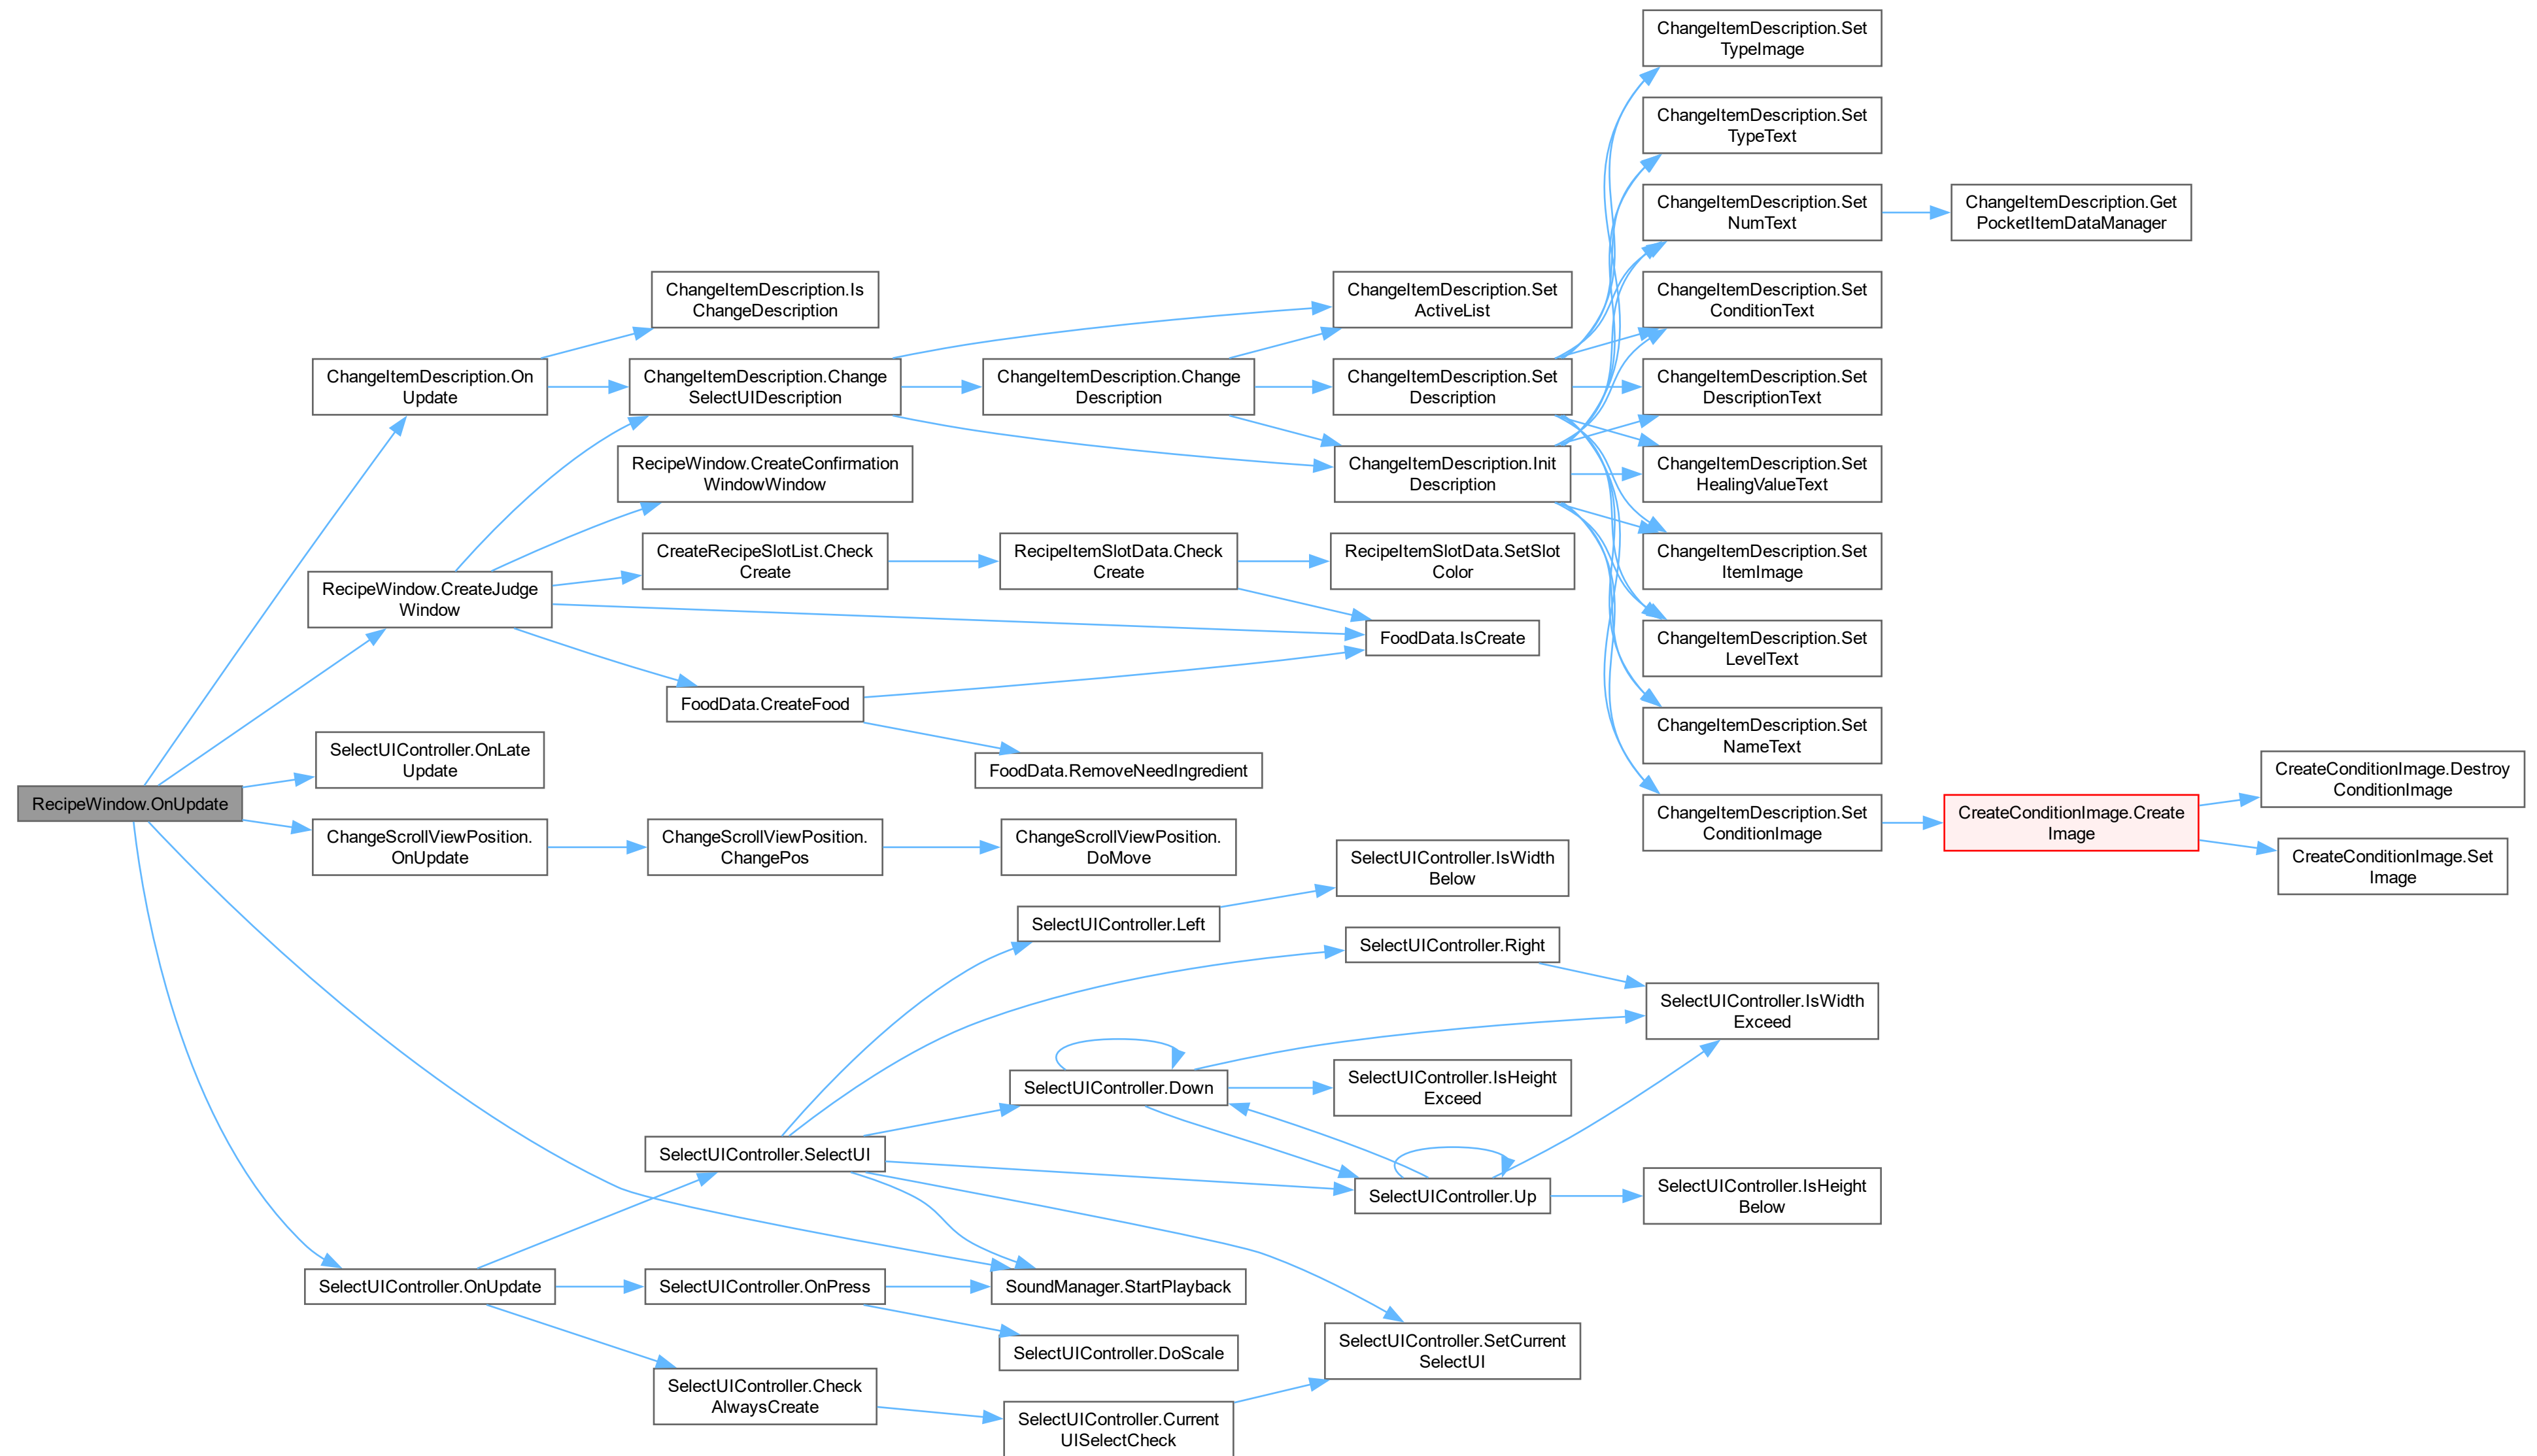 ChangeItemDescription.Set
TypeImage
ChangeItemDescription.Set
TypeText
ChangeItemDescription.Set
NumText
ChangeItemDescription.Get
PocketItemDataManager
ChangeItemDescription.Is
ChangeDescription
ChangeItemDescription.Set
ActiveList
ChangeItemDescription.Set
ConditionText
ChangeItemDescription.On
Update
ChangeItemDescription.Change
SelectUIDescription
ChangeItemDescription.Change
Description
ChangeItemDescription.Set
Description
ChangeItemDescription.Set
DescriptionText
RecipeWindow.CreateConfirmation
WindowWindow
ChangeItemDescription.Init
Description
ChangeItemDescription.Set
HealingValueText
CreateRecipeSlotList.Check
Create
RecipeItemSlotData.Check
Create
RecipeItemSlotData.SetSlot
Color
ChangeItemDescription.Set
ItemImage
RecipeWindow.CreateJudge
Window
FoodData.IsCreate
ChangeItemDescription.Set
LevelText
FoodData.CreateFood
ChangeItemDescription.Set
NameText
SelectUIController.OnLate
Update
FoodData.RemoveNeedIngredient
CreateConditionImage.Destroy
ConditionImage
RecipeWindow.OnUpdate
ChangeItemDescription.Set
ConditionImage
CreateConditionImage.Create
Image
ChangeScrollViewPosition.
OnUpdate
ChangeScrollViewPosition.
ChangePos
ChangeScrollViewPosition.
DoMove
CreateConditionImage.Set
Image
SelectUIController.IsWidth
Below
SelectUIController.Left
SelectUIController.Right
SelectUIController.IsWidth
Exceed
SelectUIController.Down
SelectUIController.IsHeight
Exceed
SelectUIController.SelectUI
SelectUIController.Up
SelectUIController.IsHeight
Below
SelectUIController.OnUpdate
SelectUIController.OnPress
SoundManager.StartPlayback
SelectUIController.DoScale
SelectUIController.SetCurrent
SelectUI
SelectUIController.Check
AlwaysCreate
SelectUIController.Current
UISelectCheck